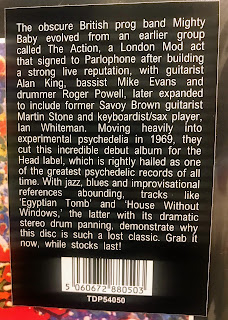 The obscure British prog band Mighty
Baby evolved from an earlier group
called The Action, a London Mod act
that signed to Parlophone after building
a strong live reputation, with guitarist
Alan King, bassist Mike Evans and
drummer Roger Powell, later expanded
to include former Savoy Brown guitarist
Martin Stone and keyboardist/sax player,
Ian Whiteman. Moving heavily into
experimental psychedelia in 1969, they
cut this incredible debut album for the
Head label, which is rightly hailed as one
of the greatest psychedelic records of all
time. With jazz, blues and improvisational
references abounding, tracks like
'Egyptian Tomb' and 'House Without
Windows,' the latter with its dramatic
stereo drum panning, demonstrate why
this disc is such a lost classic. Grab it
now, while stocks last!
5 060672 880503
TDP54050